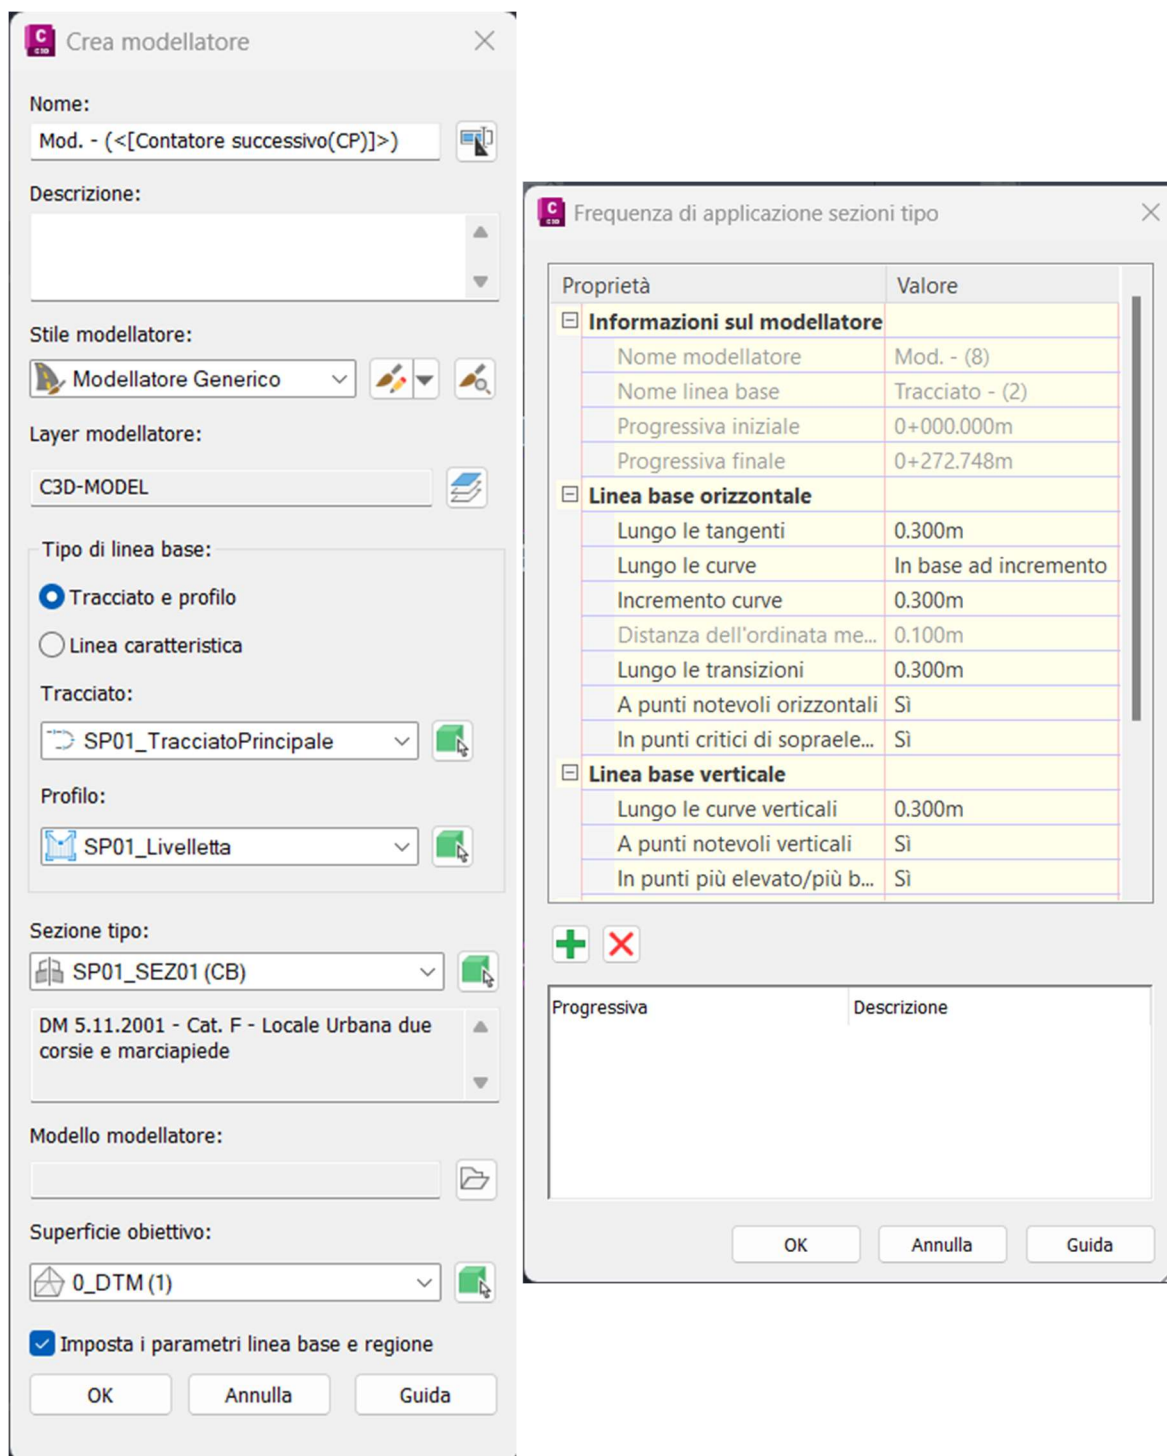 Crea modellatore
Nome:
Mod. - (<[Contatore successivo(CP)]>)
Descrizione:
Stile modellatore:
Modellatore Generico
Layer modellatore:
C3D-MODEL
Tipo di linea base:
Tracciato e profilo
Linea caratteristica
Tracciato:
SP01_TracciatoPrincipale
Profilo:
SP01_Livelletta
Sezione tipo:
SP01_SEZ01 (CB)
DM 5.11.2001 - Cat. F - Locale Urbana due
corsie e marciapiede
Modello modellatore:
Superficie obiettivo:
0_DTM (1)
Imposta i parametri linea base e regione
OK Annulla Guida
Frequenza di applicazione sezioni tipo
Proprietà Valore
Informazioni sul modellatore
Nome modellatore Mod. - (8)
Nome linea base Tracciato - (2)
Progressiva iniziale 0+000.000m
Progressiva finale 0+272.748m
Linea base orizzontale
Lungo le tangenti 0.300m
Lungo le curve In base ad incremento
Incremento curve 0.300m
Distanza dell'ordinata me... 0.100m
Lungo le transizioni 0.300m
A punti notevoli orizzontali Sì
In punti critici di sopraele... Sì
Linea base verticale
Lungo le curve verticali 0.300m
A punti notevoli verticali Sì
In punti più elevato/più b... Sì
Progressiva Descrizione
OK Annulla Guida